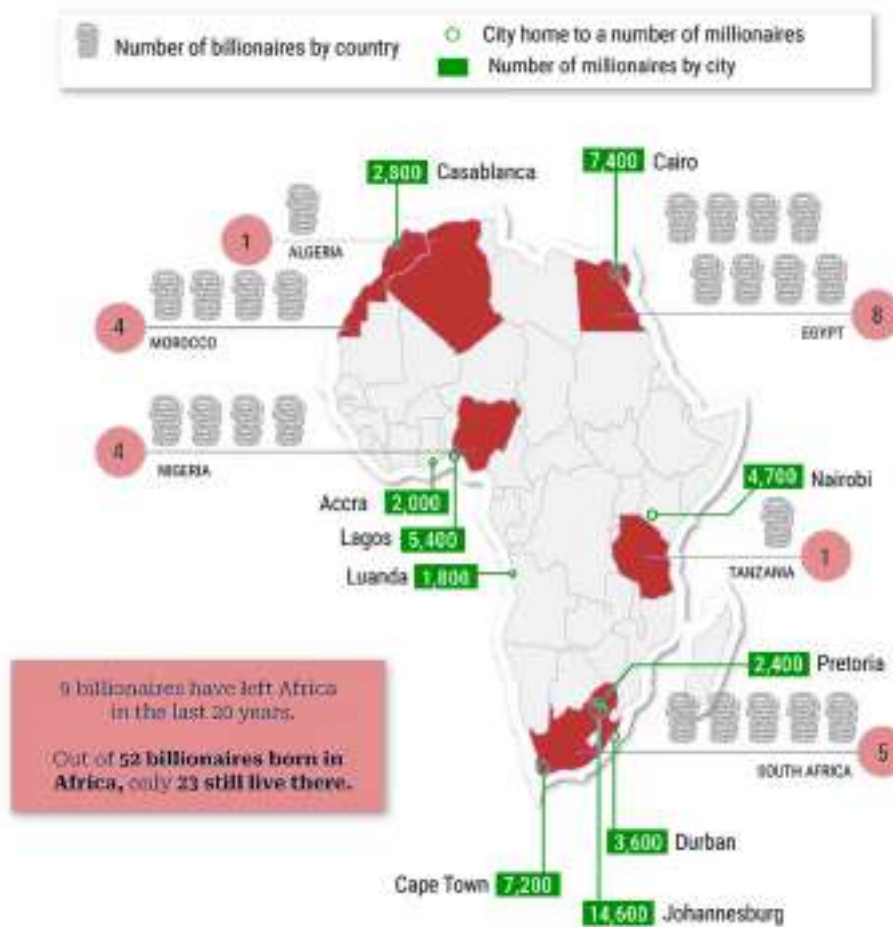 Number of billionaires by country
City home to a number of millionaires
Number of millionaires by city
2,800 Casablanca
7,400 Cairo
1
ALGERIA
4
MOROCCO
8
EGYPT
4
NIGERIA
Accra 2,000
Lagos 5,400
Luanda 1,800
4,700 Nairobi
TANZANIA
1
2,400 Pretoria
5
SOUTH AFRICA
9 billionaires have left Africa
in the last 20 years.
Out of 52 billionaires born in
Africa, only 23 still live there.
3,600 Durban
Cape Town 7,200
14,600 Johannesburg